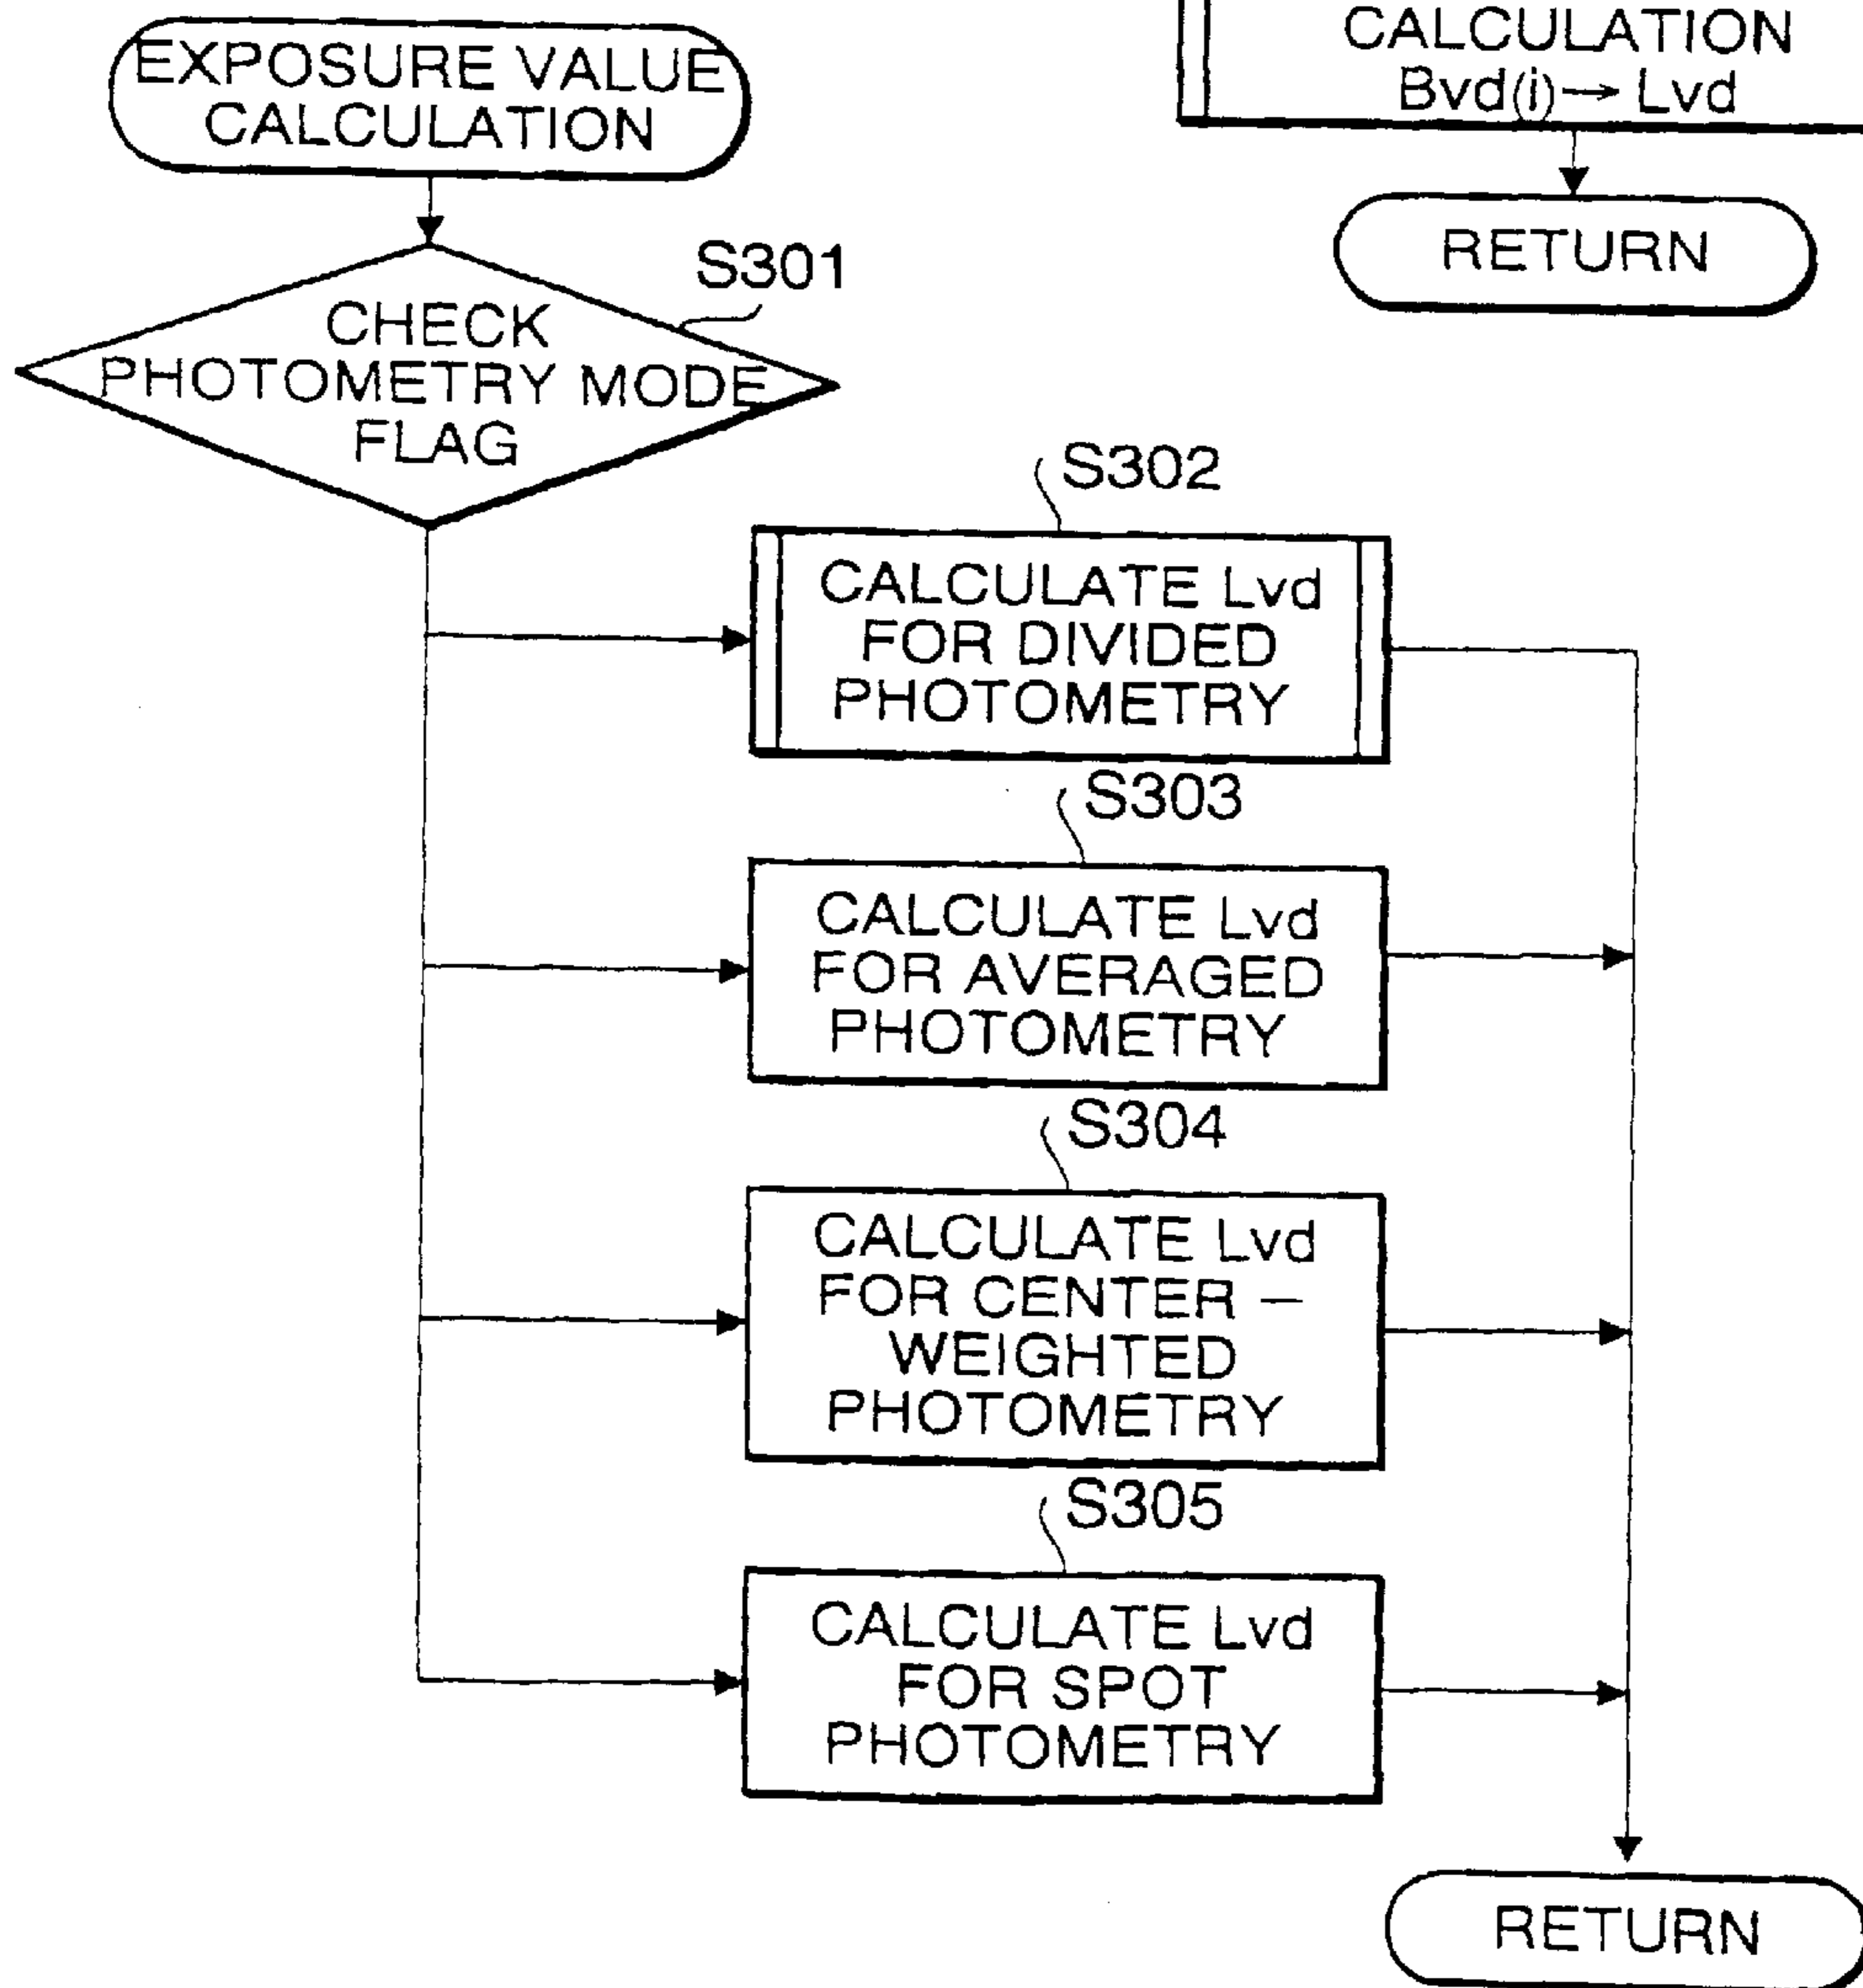 EXPOSURE VALUE
CALCULATION
S301
CHECK
PHOTOMETRY MODE
FLAG
CALCULATION
Bvd(i)→ Lvd
RETURN
S302
CALCULATE Lvd
FOR DIVIDED
PHOTOMETRY
S303
CALCULATE Lvd
FOR AVERAGED
PHOTOMETRY
S304
CALCULATE Lvd
FOR CENTER –
WEIGHTED
PHOTOMETRY
S305
CALCULATE Lvd
FOR SPOT
PHOTOMETRY
RETURN